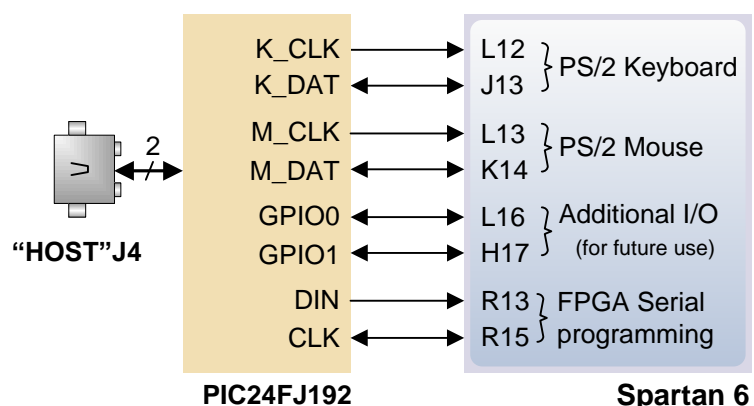 K_CLK L12
K_DAT J13
PS/2 Keyboard
M_CLK L13
M_DAT K14
PS/2 Mouse
2
GPIO0 L16
GPIO1 H17
Additional I/O
(for future use)
“HOST”J4
DIN R13
CLK R15
FPGA Serial
programming
PIC24FJ192
Spartan 6